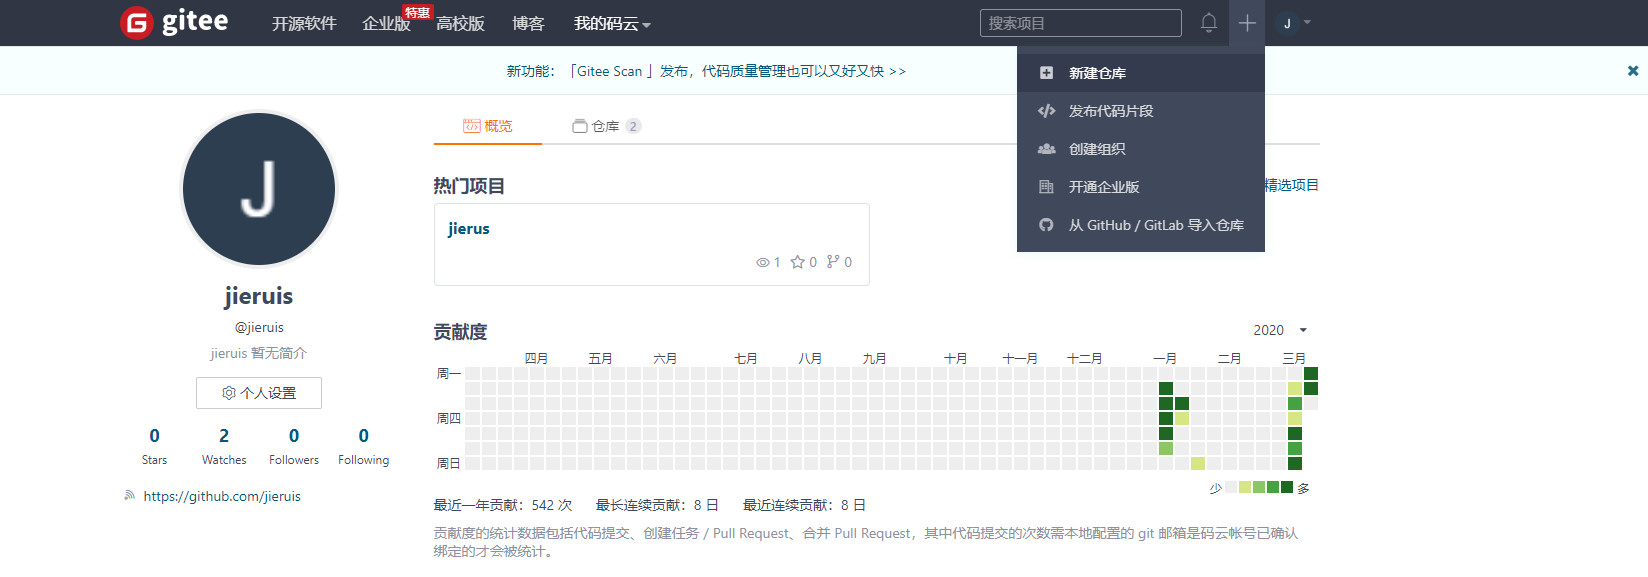 gitee 开源软件 企业版 特惠 高校版 博客 我的码云 搜索项目 J
新功能：「Gitee Scan 」发布，代码质量管理也可以又好又快 >>
新建仓库
发布代码片段
创建组织
开通企业版
从 GitHub / GitLab 导入仓库
J
jieruis
@jieruis
jieruis 暂无简介
个人设置
0 2 0 0
Stars Watches Followers Following
https://github.com/jieruis
概览 仓库 2
热门项目 精选项目
jierus
1 0 0
贡献度 2020
四月 五月 六月 七月 八月 九月 十月 十一月 十二月 一月 二月 三月
周一
周四
周日
少 多
最近一年贡献：542 次 最长连续贡献：8 日 最近连续贡献：8 日
贡献度的统计数据包括代码提交、创建任务 / Pull Request、合并 Pull Request，其中代码提交的次数需本地配置的 git 邮箱是码云帐号已确认
绑定的才会被统计。